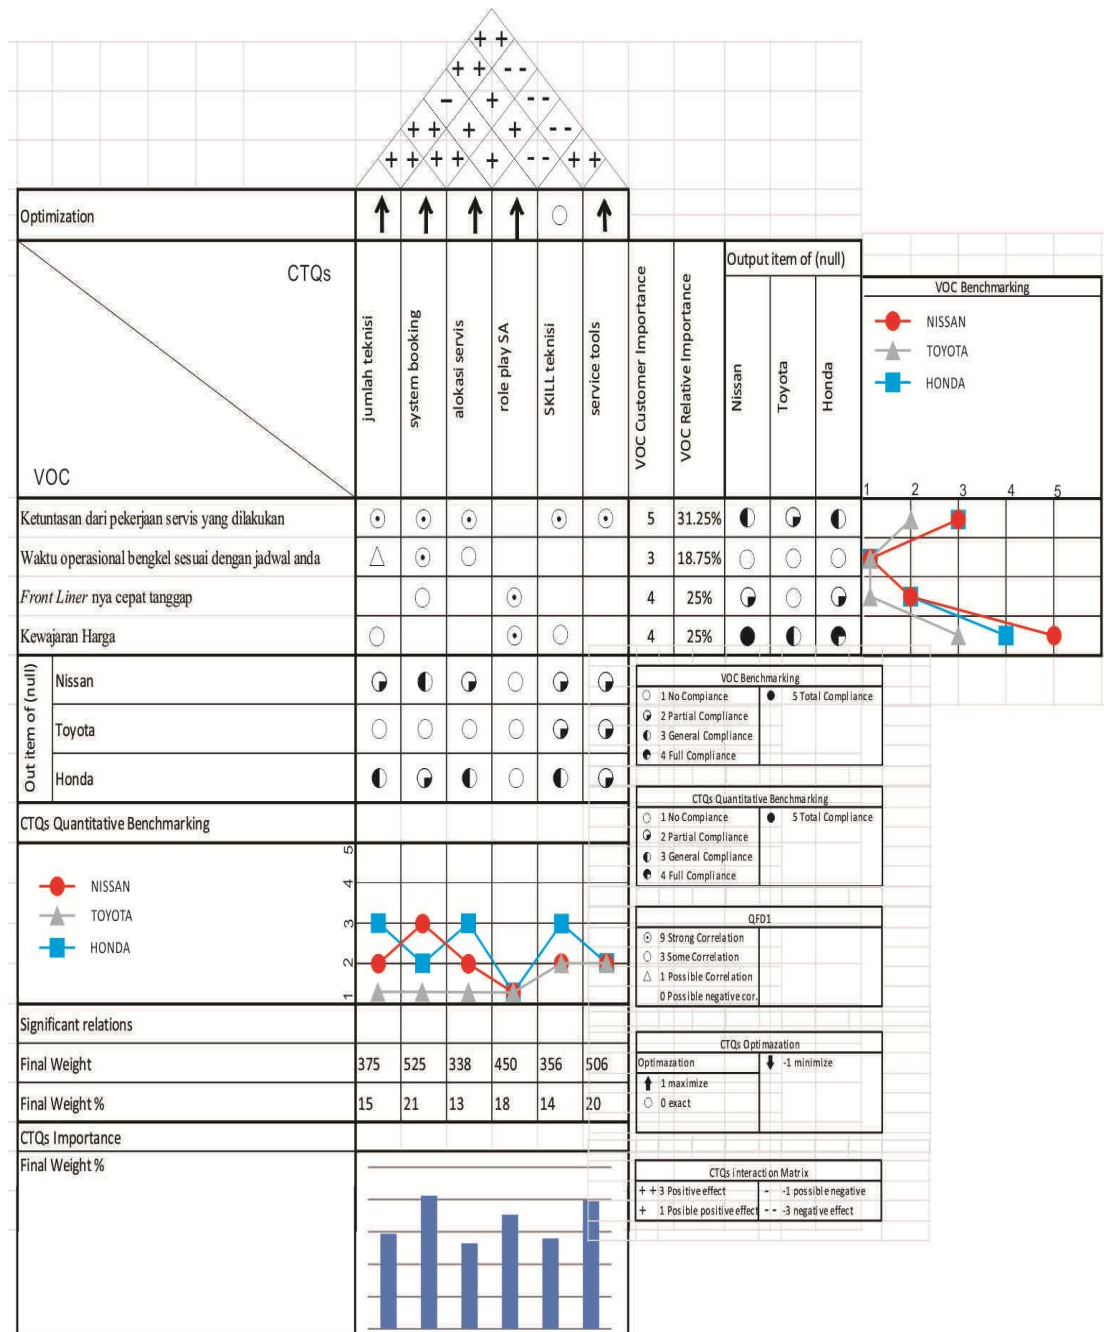 + +
+ + - -
- + - -
+ + + + - -
+ + + + + - - + +
Optimization
CTQs
VOC
jumlah teknisi
system booking
alokasi servis
role play SA
SKILL teknisi
service tools
VOC Customer Importance
VOC Relative Importance
Output item of (null)
Nissan
Toyota
Honda
VOC Benchmarking
NISSAN
TOYOTA
HONDA
1 2 3 4 5
Ketuntasan dari pekerjaan servis yang dilakukan 5 31.25%
Waktu operasional bengkel sesuai dengan jadwal anda 3 18.75%
Front Liner nya cepat tanggap 4 25%
Kewajaran Harga 4 25%
Out item of (null)
Nissan
Toyota
Honda
VOC Benchmarking
1 No Compiance 5 Total Compliance
2 Partial Compliance
3 General Compliance
4 Full Compliance
CTQs Quantitative Benchmarking
1 No Compiance 5 Total Compliance
2 Partial Compliance
3 General Compliance
4 Full Compliance
CTQs Quantitative Benchmarking
NISSAN
TOYOTA
HONDA
5
4
3
2
1
QFD1
9 Strong Correlation
3 Some Correlation
1 Possible Correlation
0 Possible negative cor.
Significant relations
Final Weight 375 525 338 450 356 506
Final Weight % 15 21 13 18 14 20
CTQs Optimazation
Optimazation -1 minimize
1 maximize
0 exact
CTQs Importance
Final Weight %
CTQs interaction Matrix
+ + 3 Positive effect - -1 possible negative
+ 1 Posible positive effect - - -3 negative effect